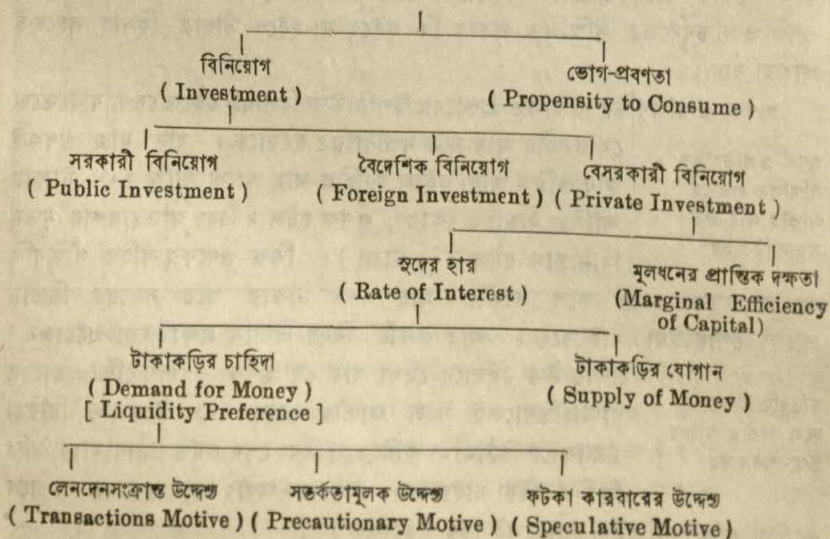 বিনিয়োগ ভোগ-প্রবণতা
( Investment ) ( Propensity to Consume )
সরকারী বিনিয়োগ বৈদেশিক বিনিয়োগ বেসরকারী বিনিয়োগ
( Public Investment ) ( Foreign Investment ) ( Private Investment )
সুদের হার মূলধনের প্রান্তিক দক্ষতা
( Rate of Interest ) (Marginal Efficiency
of Capital)
টাকাকড়ির চাহিদা টাকাকড়ির যোগান
( Demand for Money ) ( Supply of Money )
[ Liquidity Preference ]
লেনদেনসংক্রান্ত উদ্দেশ্য সতর্কতামূলক উদ্দেশ্য ফটকা কারবারের উদ্দেশ্য
( Transactions Motive ) ( Precautionary Motive ) ( Speculative Motive )